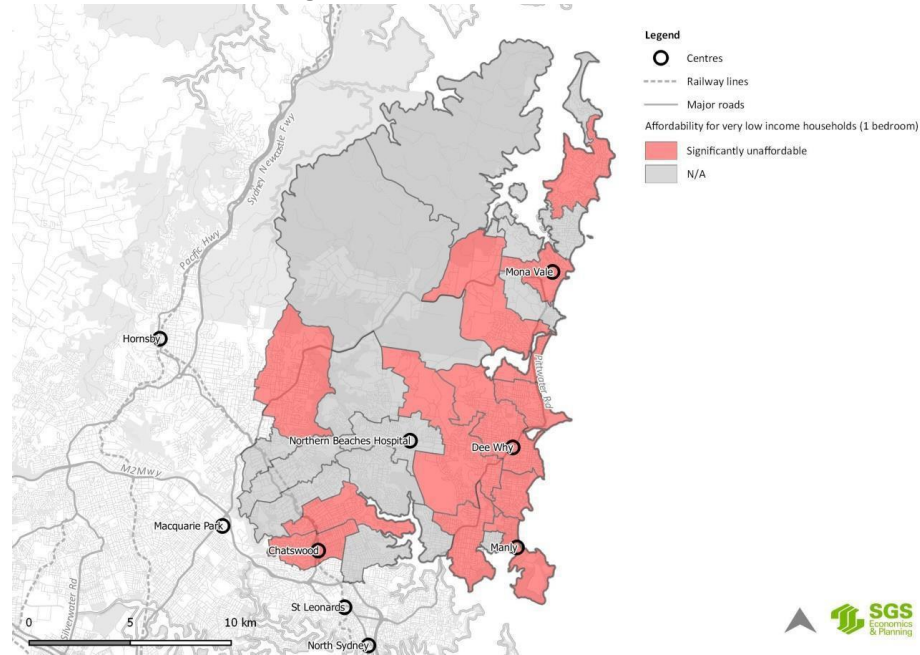 Legend
Centres
Railway lines
Major roads
Affordability for very low income households (1 bedroom)
Significantly unaffordable
N/A
Sydney Newcastle Fwy
Pacific Hwy
Mona Vale
Hornsby
Pittwater Rd
Northern Beaches Hospital
Dee Why
M2Mwy
Macquarie Park
Chatswood
Manly
Silverwater Rd
St Leonards
North Sydney
0 5 10 km
SGS
Economics
& Planning